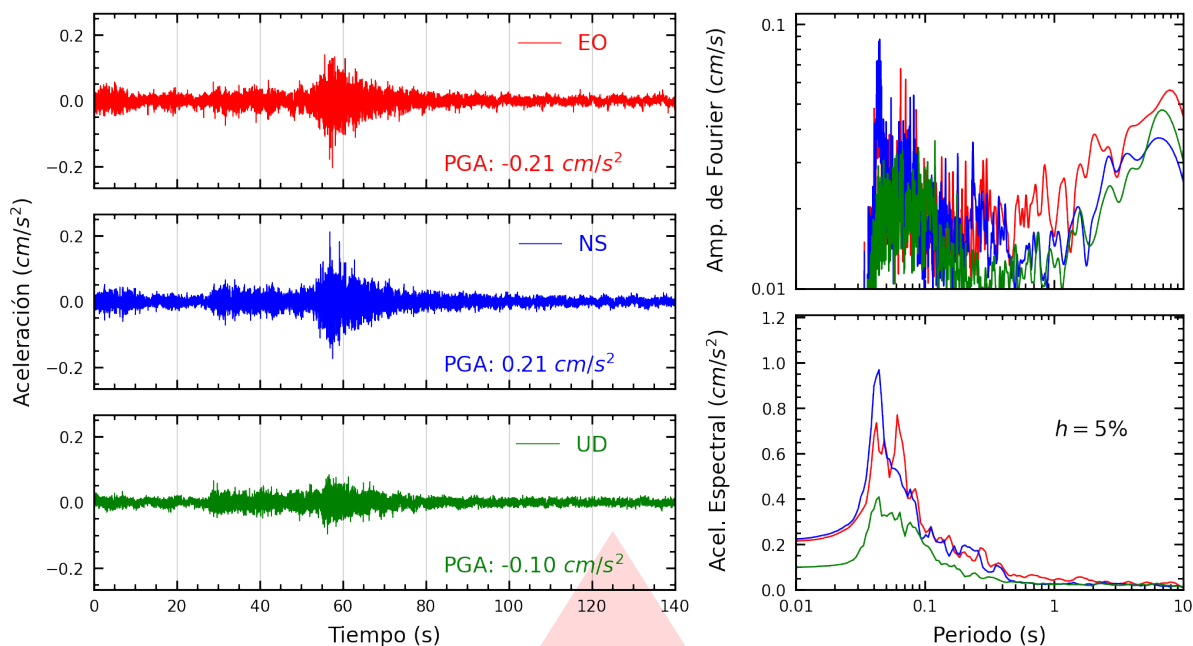 Aceleración (cm/s²)
0.2
0.0
−0.2
EO
PGA: -0.21 cm/s²
0.2
0.0
−0.2
NS
PGA: 0.21 cm/s²
0.2
0.0
−0.2
UD
PGA: -0.10 cm/s²
0 20 40 60 80 100 120 140
Tiempo (s)
Amp. de Fourier (cm/s)
0.1
0.01
Acel. Espectral (cm/s²)
1.2
1.0
0.8
0.6
0.4
0.2
0.0
h = 5%
0.01 0.1 1 10
Periodo (s)